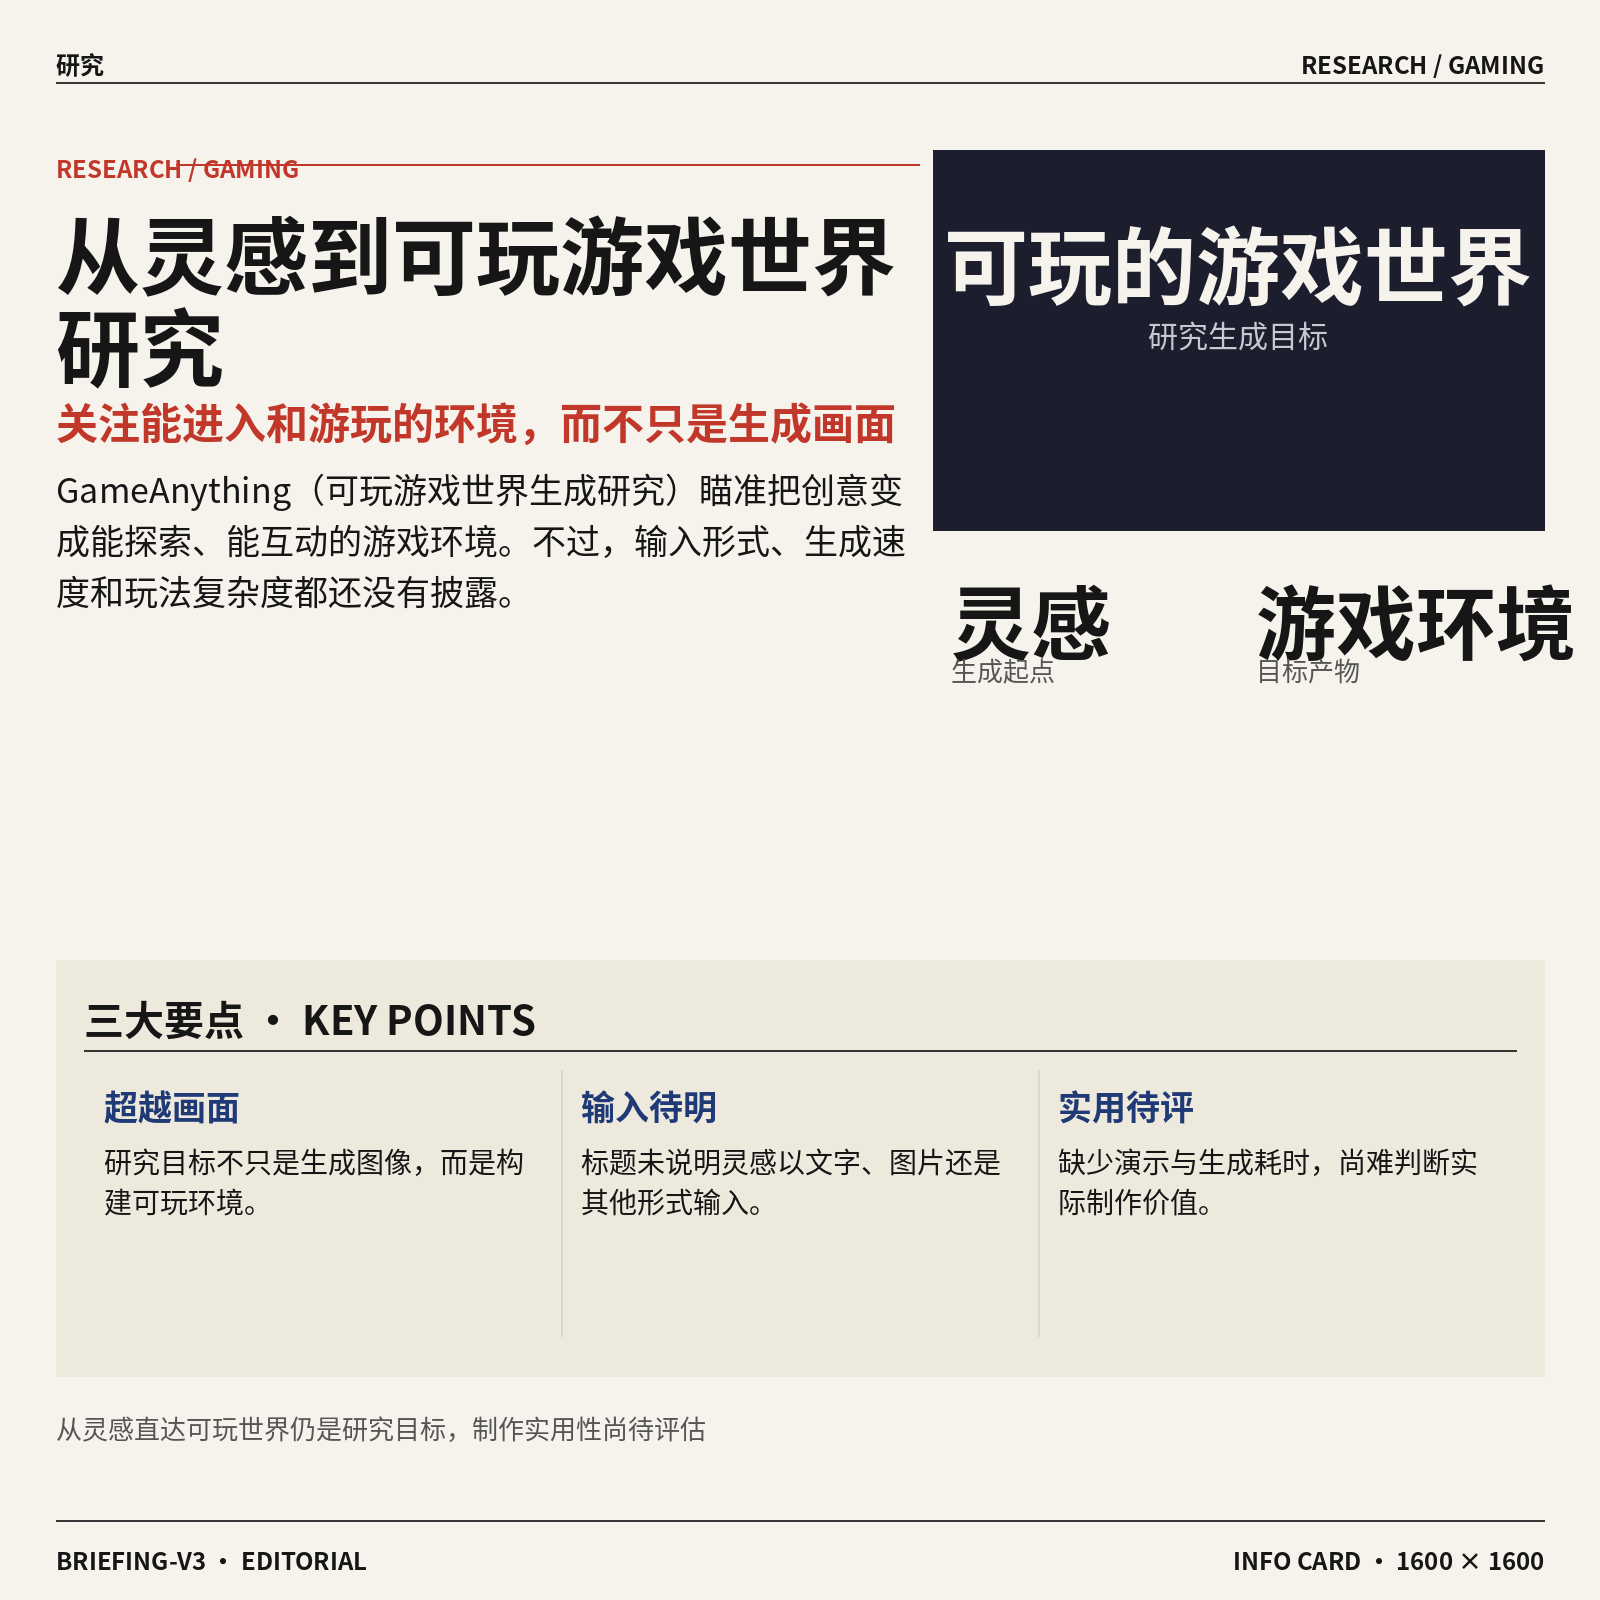 研究
RESEARCH / GAMING
RESEARCH / GAMING
从灵感到可玩游戏世界
研究
关注能进入和游玩的环境，而不只是生成画面
GameAnything（可玩游戏世界生成研究）瞄准把创意变
成能探索、能互动的游戏环境。不过，输入形式、生成速
度和玩法复杂度都还没有披露。
可玩的游戏世界
研究生成目标
灵感
生成起点
游戏环境
目标产物
三大要点 · KEY POINTS
超越画面
研究目标不只是生成图像，而是构
建可玩环境。
输入待明
标题未说明灵感以文字、图片还是
其他形式输入。
实用待评
缺少演示与生成耗时，尚难判断实
际制作价值。
从灵感直达可玩世界仍是研究目标，制作实用性尚待评估
BRIEFING-V3 · EDITORIAL
INFO CARD · 1600 × 1600